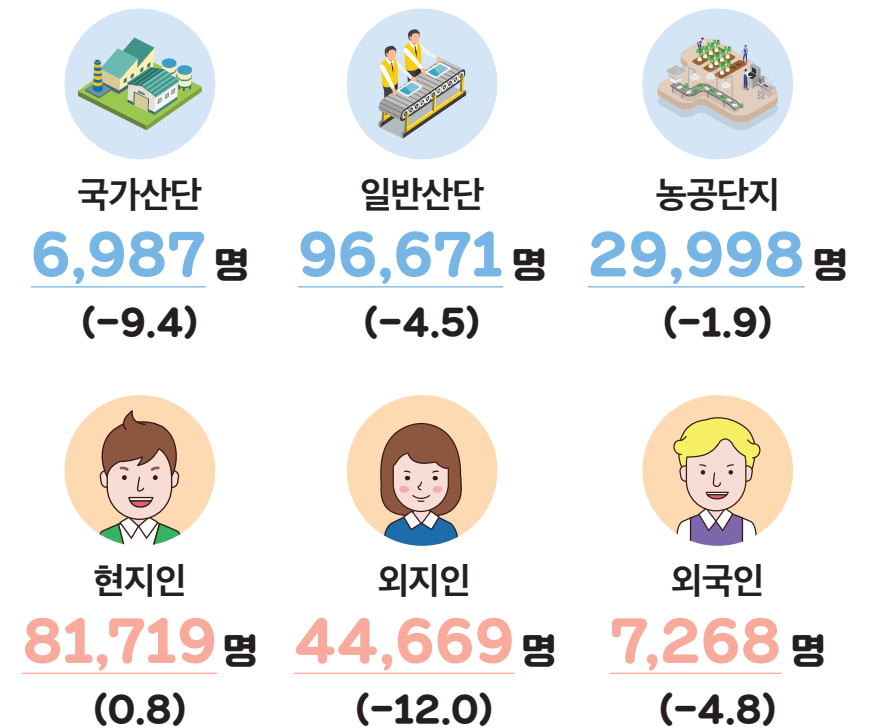 국가산단 일반산단 농공단지
6,987 명 96,671 명 29,998 명
(-9.4) (-4.5) (-1.9)
현지인 외지인 외국인
81,719 명 44,669 명 7,268 명
(0.8) (-12.0) (-4.8)